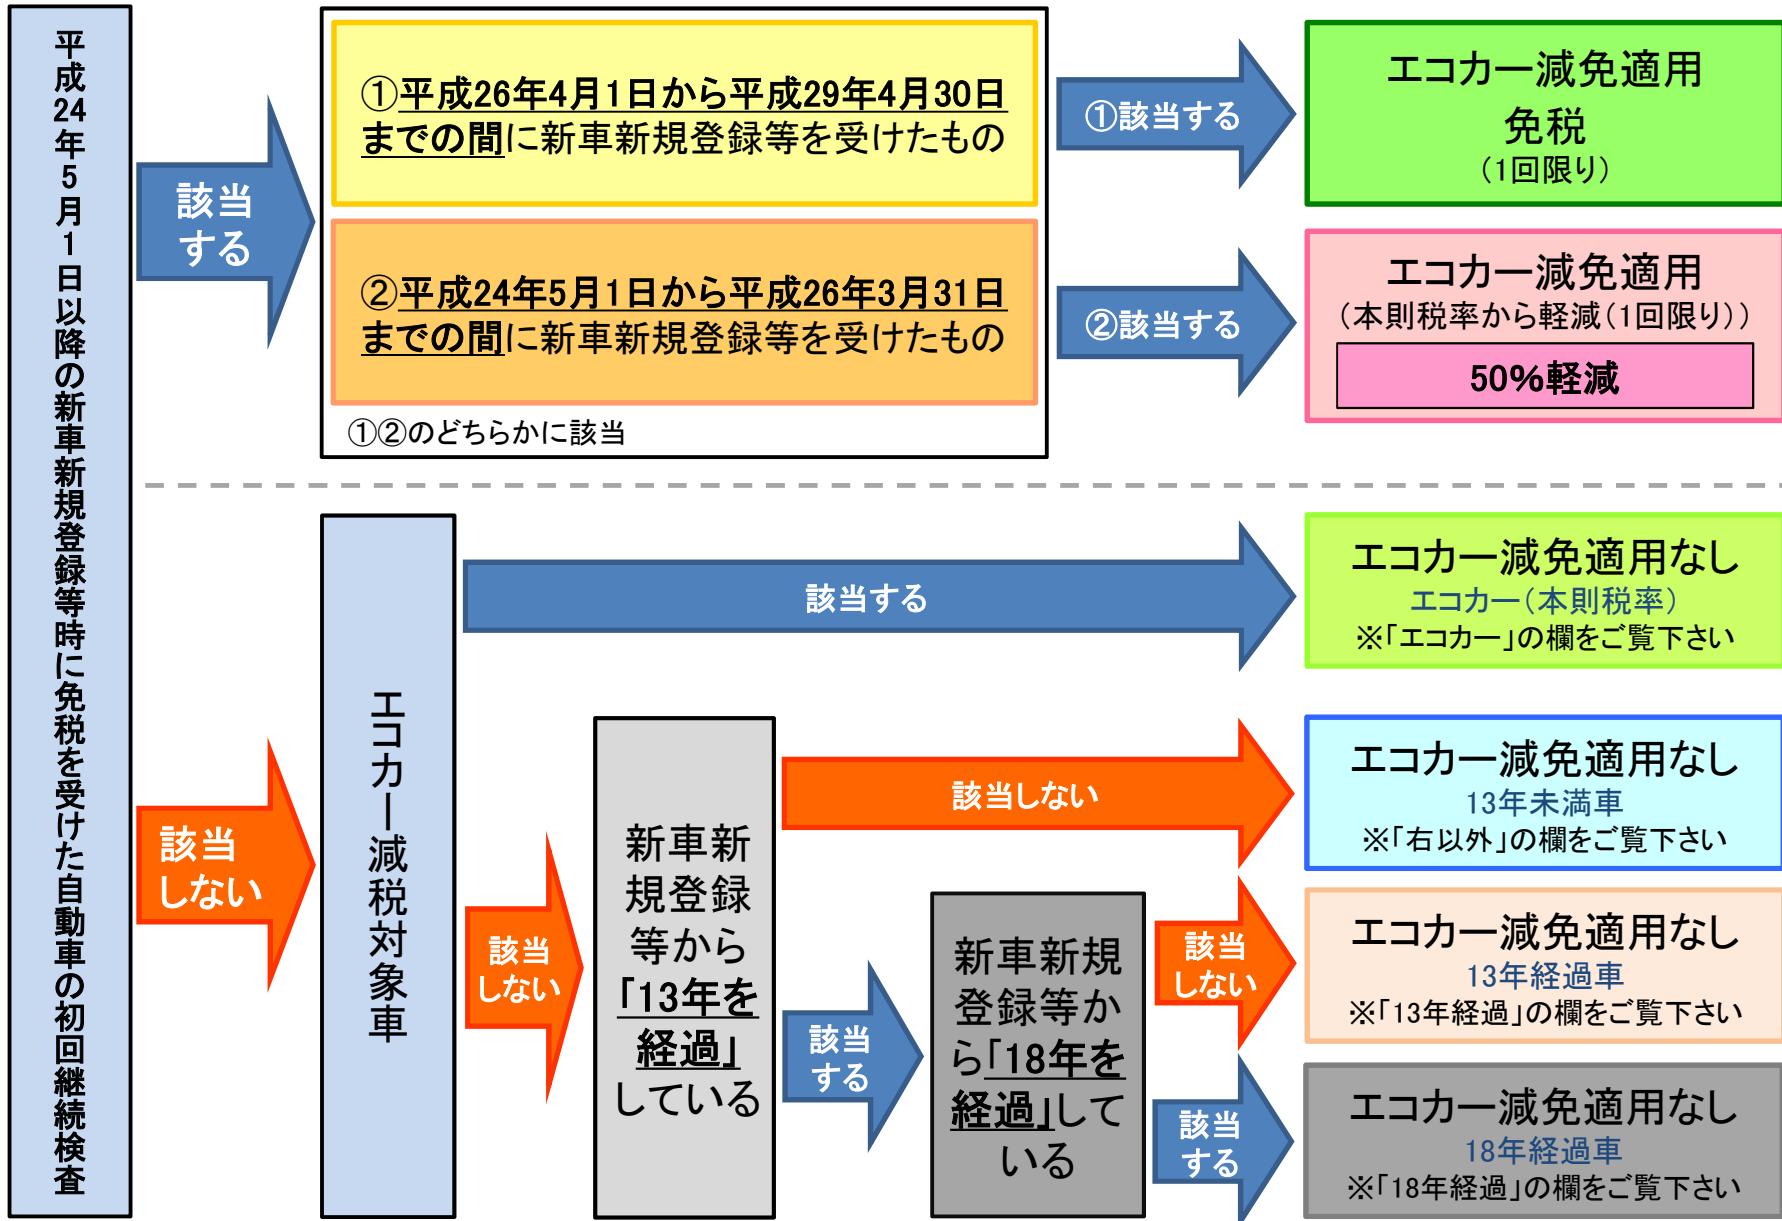 平成24年5月1日以降の新車新規登録等時に免税を受けた自動車の初回継続検査
該当
する
①平成26年4月1日から平成29年4月30日
までの間に新車新規登録等を受けたもの
②平成24年5月1日から平成26年3月31日
までの間に新車新規登録等を受けたもの
①②のどちらかに該当
①該当する
エコカー減免適用
免税
(1回限り)
②該当する
エコカー減免適用
(本則税率から軽減(1回限り))
50%軽減
該当
しない
エコカー減税対象車
該当する
エコカー減免適用なし
エコカー(本則税率)
※「エコカー」の欄をご覧下さい
該当
しない
新車新
規登録
等から
「13年を
経過」
している
該当しない
エコカー減免適用なし
13年未満車
※「右以外」の欄をご覧下さい
該当
する
新車新規
登録等か
ら「18年を
経過」して
いる
該当
しない
エコカー減免適用なし
13年経過車
※「13年経過」の欄をご覧下さい
該当
する
エコカー減免適用なし
18年経過車
※「18年経過」の欄をご覧下さい